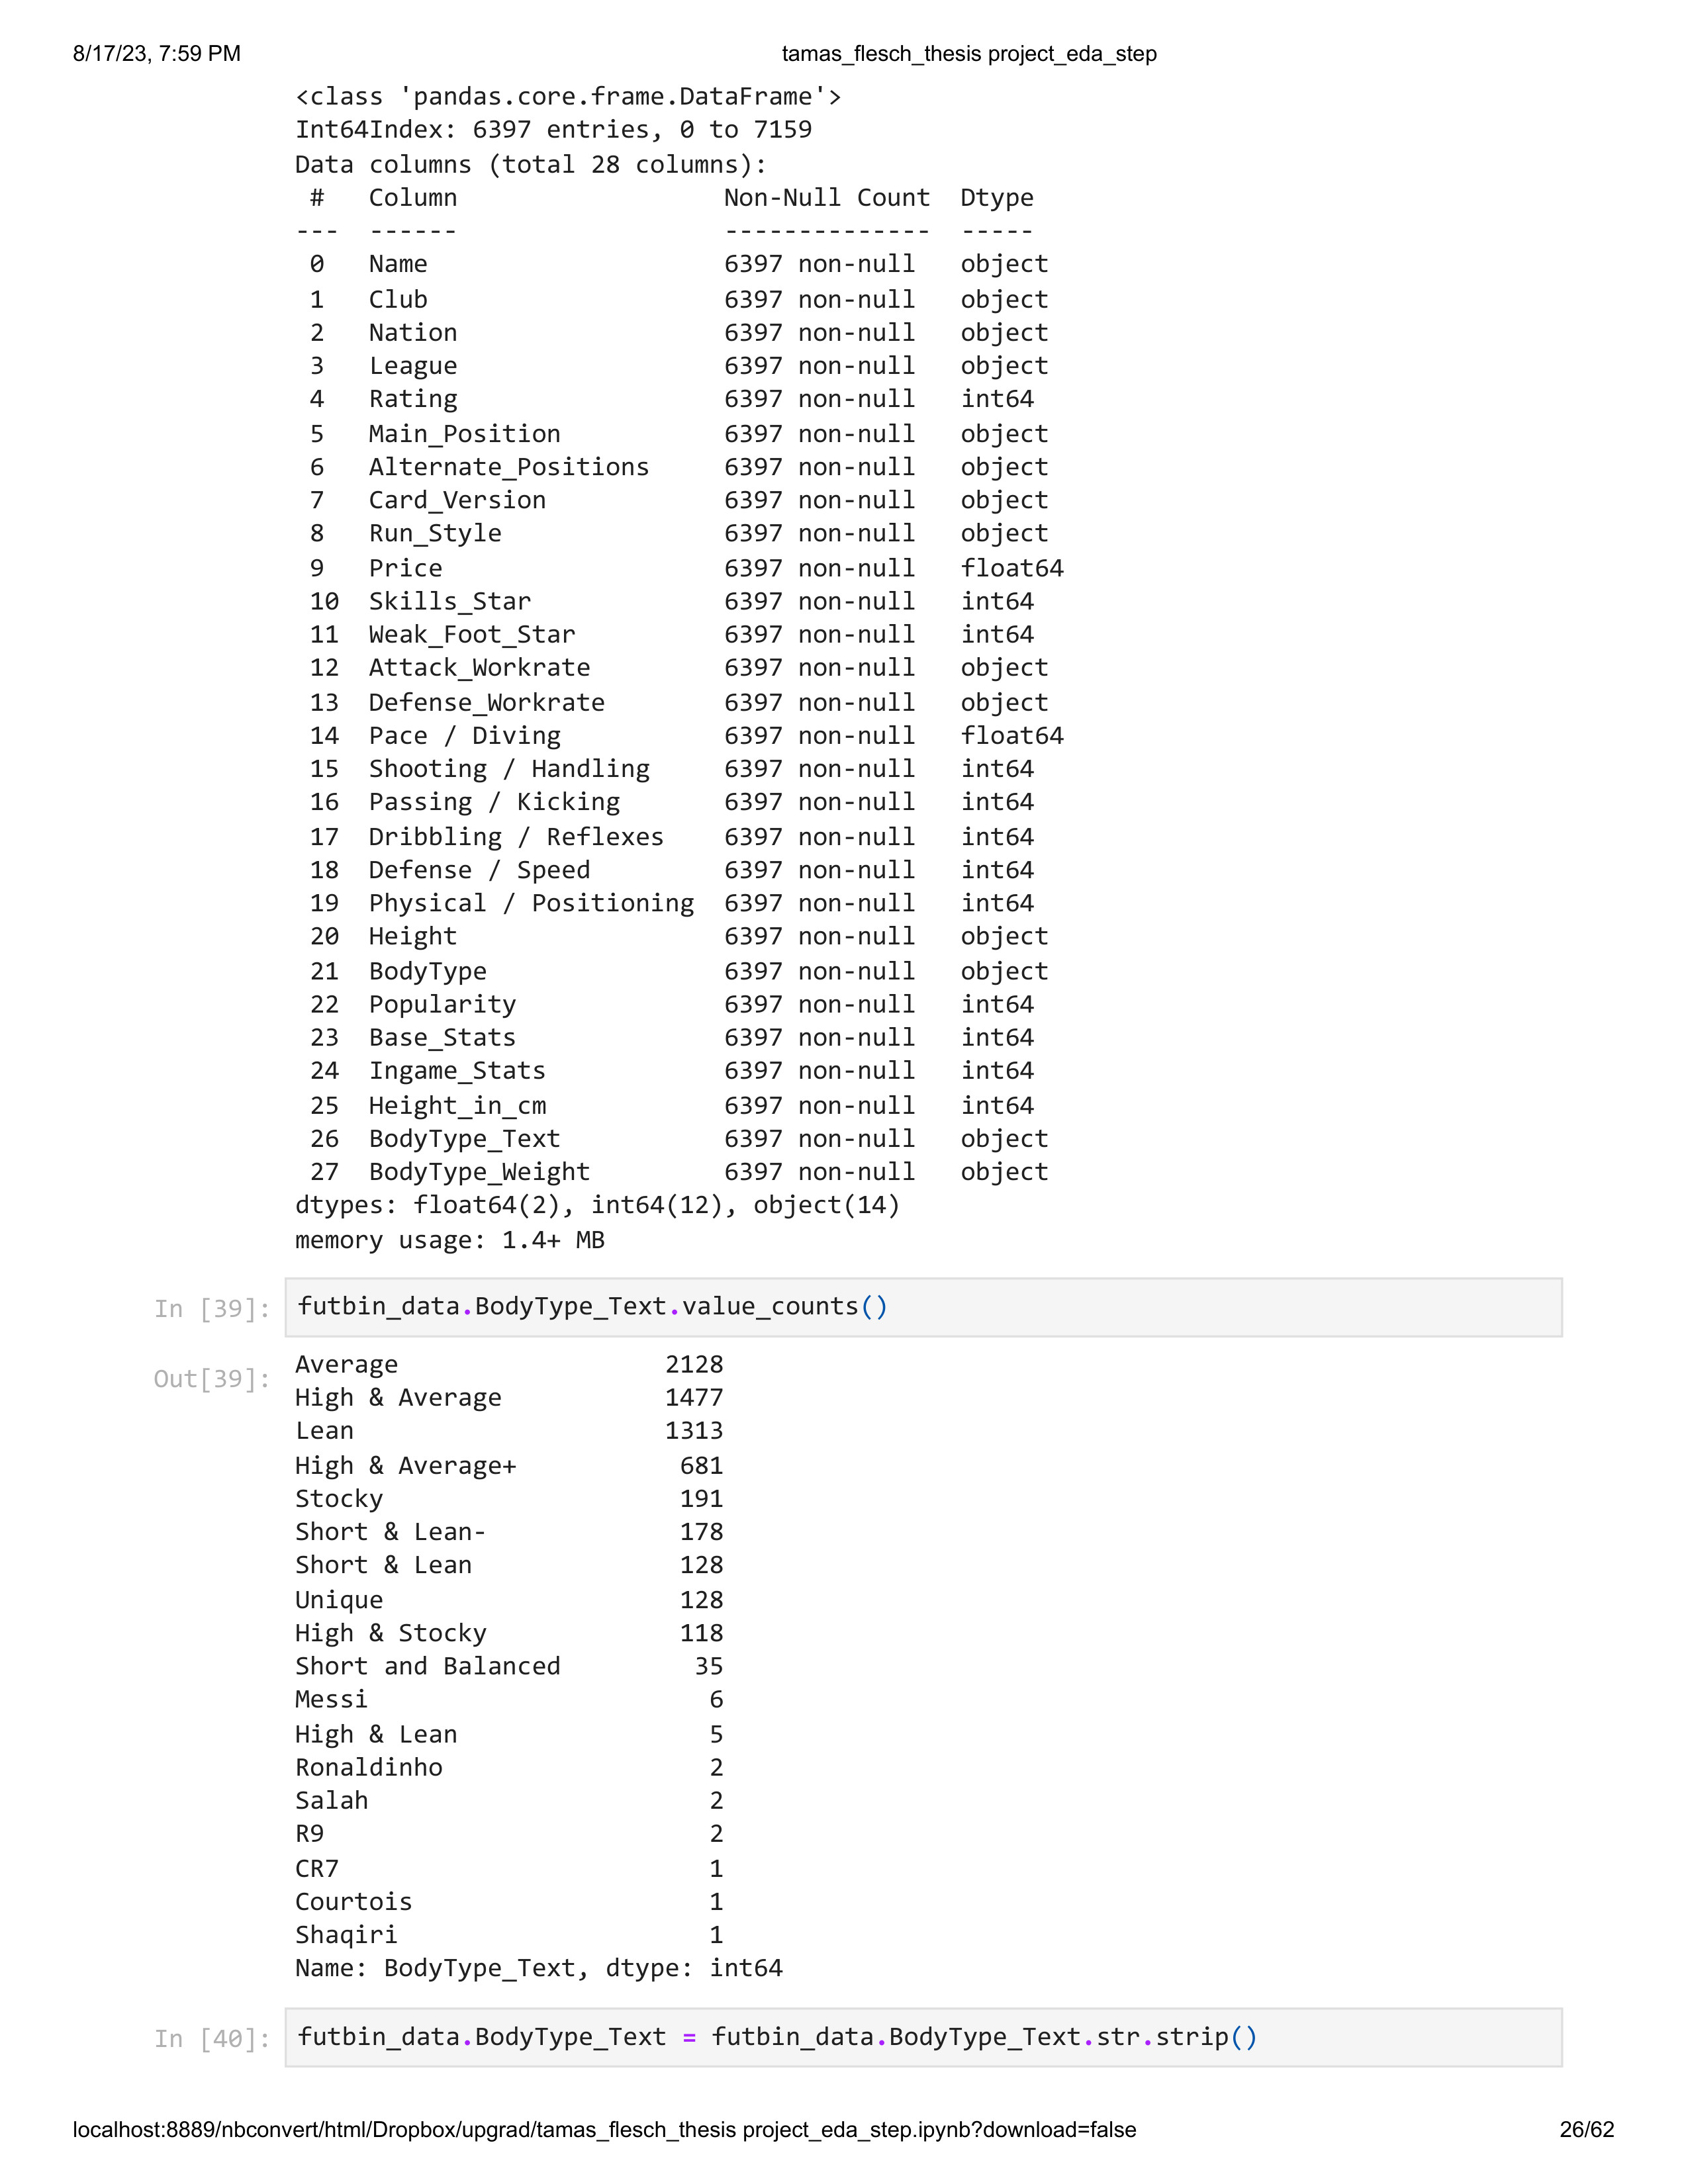 8/17/23, 7:59 PM tamas_flesch_thesis project_eda_step
<class 'pandas.core.frame.DataFrame'>
Int64Index: 6397 entries, 0 to 7159
Data columns (total 28 columns):
 #   Column                  Non-Null Count  Dtype
---  ------                  --------------  -----
 0   Name                    6397 non-null   object
 1   Club                    6397 non-null   object
 2   Nation                  6397 non-null   object
 3   League                  6397 non-null   object
 4   Rating                  6397 non-null   int64
 5   Main_Position           6397 non-null   object
 6   Alternate_Positions     6397 non-null   object
 7   Card_Version            6397 non-null   object
 8   Run_Style               6397 non-null   object
 9   Price                   6397 non-null   float64
 10  Skills_Star             6397 non-null   int64
 11  Weak_Foot_Star          6397 non-null   int64
 12  Attack_Workrate         6397 non-null   object
 13  Defense_Workrate        6397 non-null   object
 14  Pace / Diving           6397 non-null   float64
 15  Shooting / Handling     6397 non-null   int64
 16  Passing / Kicking       6397 non-null   int64
 17  Dribbling / Reflexes    6397 non-null   int64
 18  Defense / Speed         6397 non-null   int64
 19  Physical / Positioning  6397 non-null   int64
 20  Height                  6397 non-null   object
 21  BodyType                6397 non-null   object
 22  Popularity              6397 non-null   int64
 23  Base_Stats              6397 non-null   int64
 24  Ingame_Stats            6397 non-null   int64
 25  Height_in_cm            6397 non-null   int64
 26  BodyType_Text           6397 non-null   object
 27  BodyType_Weight         6397 non-null   object
dtypes: float64(2), int64(12), object(14)
memory usage: 1.4+ MB
In [39]: futbin_data.BodyType_Text.value_counts()
Out[39]: Average                  2128
High & Average           1477
Lean                     1313
High & Average+           681
Stocky                    191
Short & Lean-             178
Short & Lean              128
Unique                    128
High & Stocky             118
Short and Balanced         35
Messi                       6
High & Lean                 5
Ronaldinho                  2
Salah                       2
R9                          2
CR7                         1
Courtois                    1
Shaqiri                     1
Name: BodyType_Text, dtype: int64
In [40]: futbin_data.BodyType_Text = futbin_data.BodyType_Text.str.strip()
localhost:8889/nbconvert/html/Dropbox/upgrad/tamas_flesch_thesis project_eda_step.ipynb?download=false 26/62